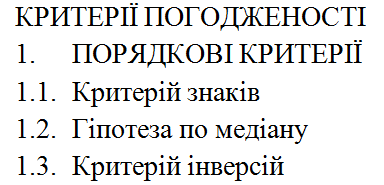 КРИТЕРІЇ ПОГОДЖЕНОСТІ
1. ПОРЯДКОВІ КРИТЕРІЇ
1.1. Критерій знаків
1.2. Гіпотеза по медіану
1.3. Критерій інверсій